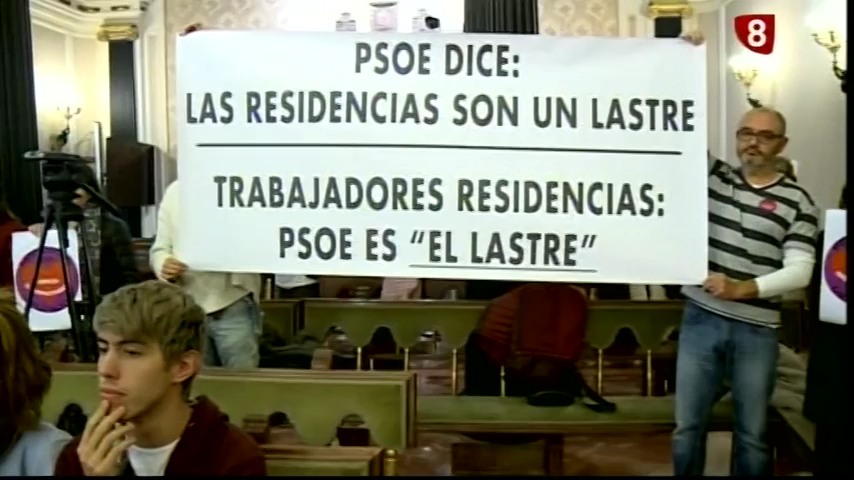 8
PSOE DICE:
LAS RESIDENCIAS SON UN LASTRE
TRABAJADORES RESIDENCIAS:
PSOE ES “EL LASTRE”